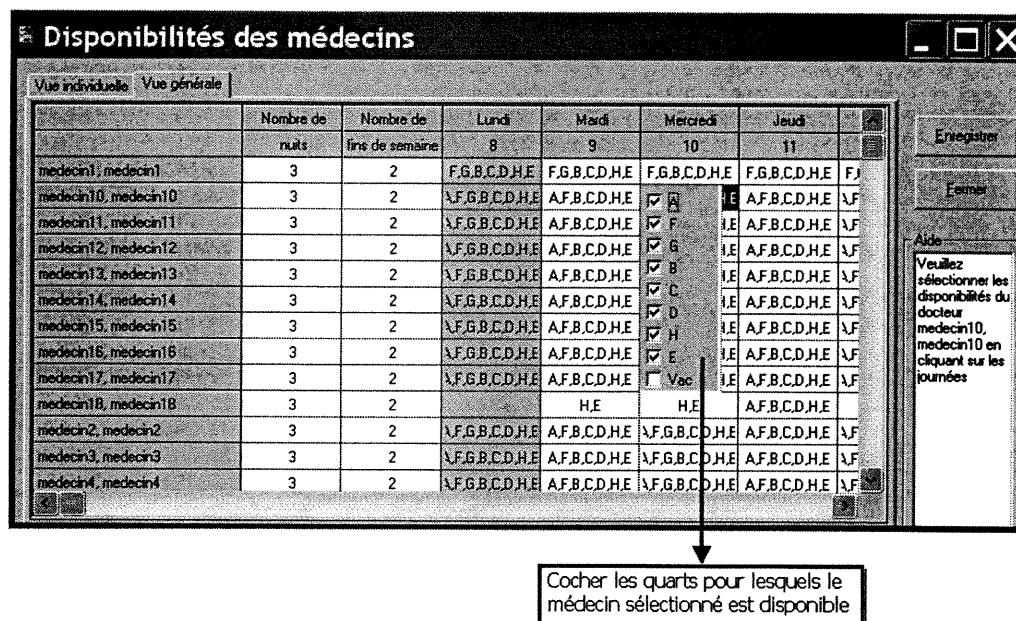 Disponibilités des médecins
Vue individuelle Vue générale
Nombre de Nombre de Lundi Mardi Mercredi Jeudi
nuits fins de semaine 8 9 10 11
medecin1, medecin1 3 2 F,G,B,C,D,H,E F,G,B,C,D,H,E F,G,B,C,D,H,E F,G,B,C,D,H,E
medecin10, medecin10 3 2 F,G,B,C,D,H,E A,F,B,C,D,H,E A,F,B,C,D,H,E
medecin11, medecin11 3 2 F,G,B,C,D,H,E A,F,B,C,D,H,E A,F,B,C,D,H,E
medecin12, medecin12 3 2 F,G,B,C,D,H,E A,F,B,C,D,H,E A,F,B,C,D,H,E
medecin13, medecin13 3 2 F,G,B,C,D,H,E A,F,B,C,D,H,E A,F,B,C,D,H,E
medecin14, medecin14 3 2 F,G,B,C,D,H,E A,F,B,C,D,H,E A,F,B,C,D,H,E
medecin15, medecin15 3 2 F,G,B,C,D,H,E A,F,B,C,D,H,E A,F,B,C,D,H,E
medecin16, medecin16 3 2 F,G,B,C,D,H,E A,F,B,C,D,H,E A,F,B,C,D,H,E
medecin17, medecin17 3 2 F,G,B,C,D,H,E A,F,B,C,D,H,E A,F,B,C,D,H,E
medecin18, medecin18 3 2 H,E H,E A,F,B,C,D,H,E
medecin2, medecin2 3 2 F,G,B,C,D,H,E A,F,B,C,D,H,E F,G,B,C,D,H,E A,F,B,C,D,H,E
medecin3, medecin3 3 2 F,G,B,C,D,H,E A,F,B,C,D,H,E F,G,B,C,D,H,E A,F,B,C,D,H,E
medecin4, medecin4 3 2 F,G,B,C,D,H,E A,F,B,C,D,H,E F,G,B,C,D,H,E A,F,B,C,D,H,E
A
F
G
B
C
D
H
E
Vac
Enregistrer
Fermer
Aide
Veuillez
sélectionner les
disponibilités du
docteur
medecin10,
medecin10 en
cliquant sur les
journées
Cocher les quarts pour lesquels le
médecin sélectionné est disponible